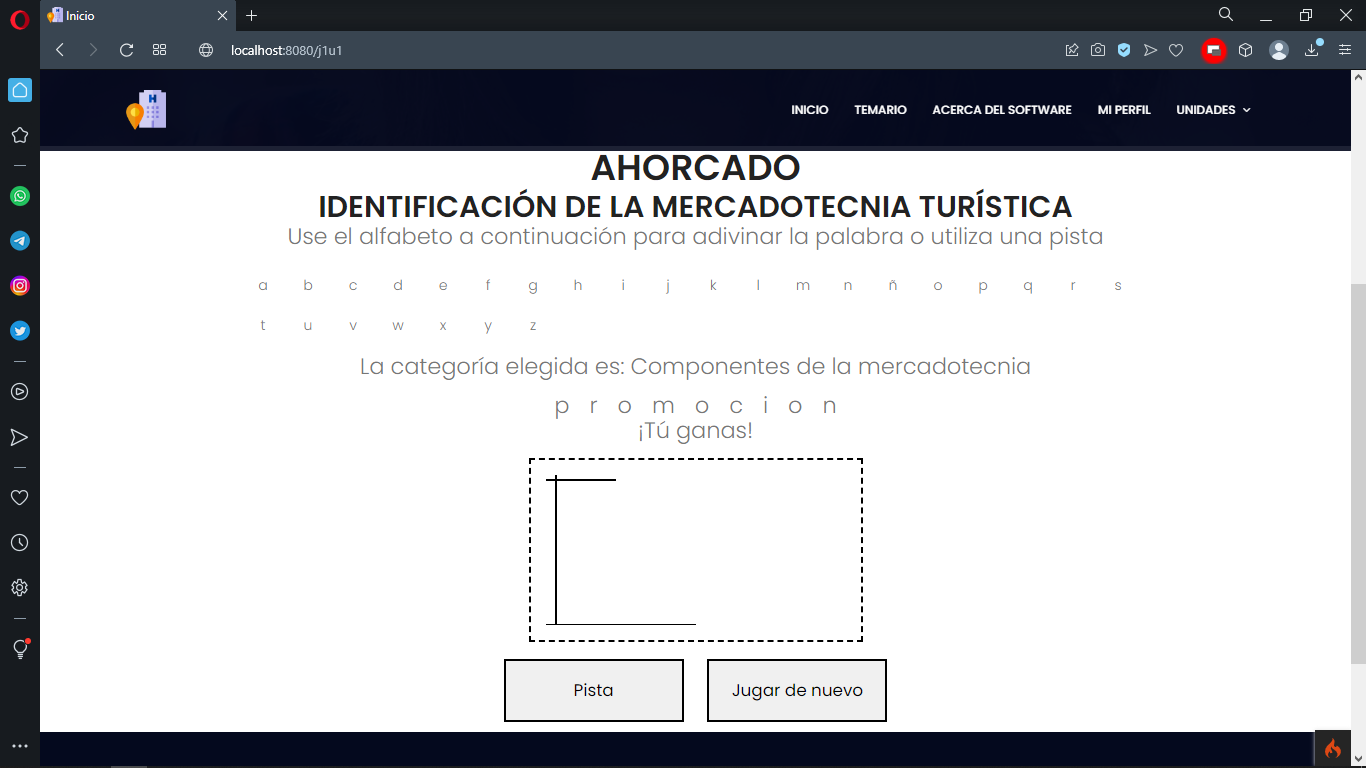 Inicio
localhost:8080/j1u1
H
INICIO TEMARIO ACERCA DEL SOFTWARE MI PERFIL UNIDADES
AHORCADO
IDENTIFICACIÓN DE LA MERCADOTECNIA TURÍSTICA
Use el alfabeto a continuación para adivinar la palabra o utiliza una pista
a b c d e f g h i j k l m n ñ o p q r s
t u v w x y z
La categoría elegida es: Componentes de la mercadotecnia
p r o m o c i o n
¡Tú ganas!
Pista Jugar de nuevo